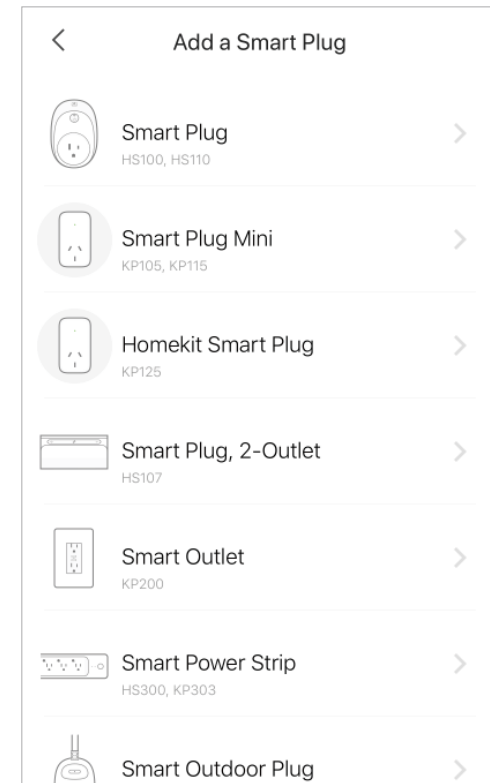 Add a Smart Plug
Smart Plug
HS100, HS110
Smart Plug Mini
KP105, KP115
Homekit Smart Plug
KP125
Smart Plug, 2-Outlet
HS107
Smart Outlet
KP200
Smart Power Strip
HS300, KP303
Smart Outdoor Plug